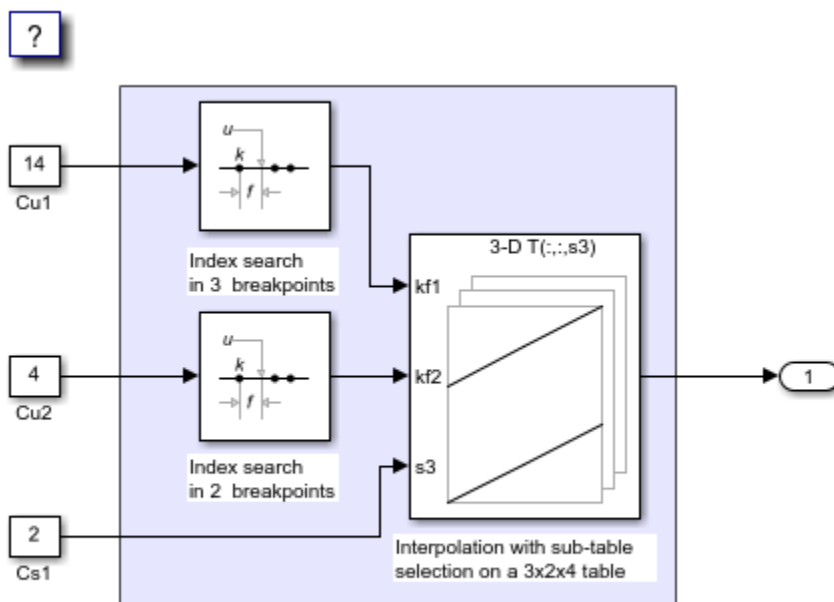 ?
14
Cu1
u
k
f
Index search
in 3 breakpoints
3-D T(:,:,s3)
kf1
kf2
s3
4
Cu2
u
k
f
Index search
in 2 breakpoints
2
Cs1
Interpolation with sub-table
selection on a 3x2x4 table
1